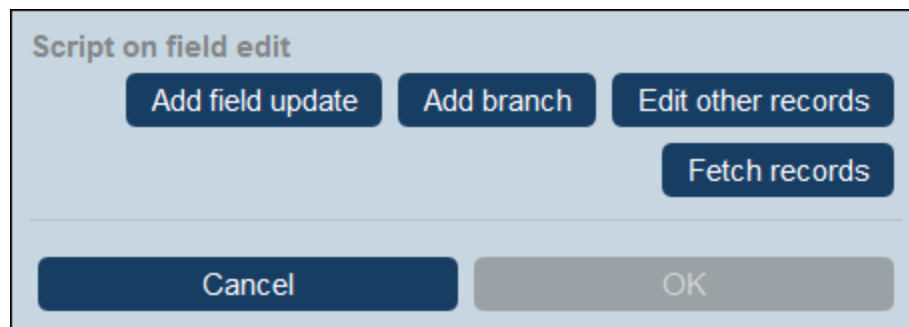 Script on field edit
Add field update Add branch Edit other records
Fetch records
Cancel OK